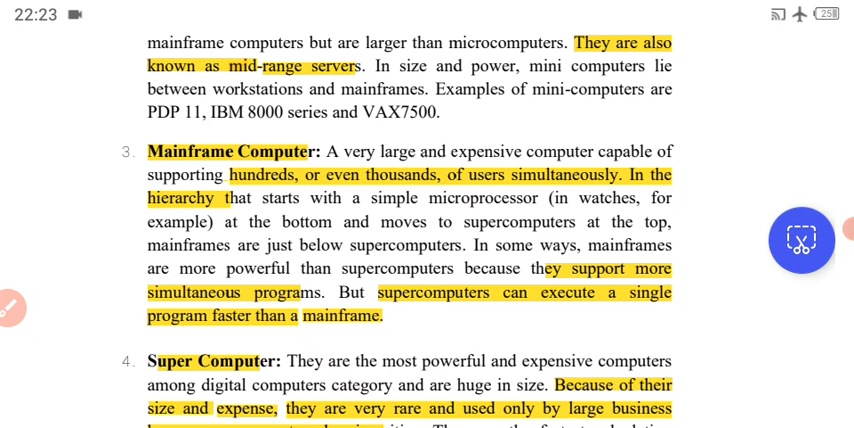 22:23
25
mainframe computers but are larger than microcomputers. They are also
known as mid-range servers. In size and power, mini computers lie
between workstations and mainframes. Examples of mini-computers are
PDP 11, IBM 8000 series and VAX7500.
3. Mainframe Computer: A very large and expensive computer capable of
supporting hundreds, or even thousands, of users simultaneously. In the
hierarchy that starts with a simple microprocessor (in watches, for
example) at the bottom and moves to supercomputers at the top,
mainframes are just below supercomputers. In some ways, mainframes
are more powerful than supercomputers because they support more
simultaneous programs. But supercomputers can execute a single
program faster than a mainframe.
4. Super Computer: They are the most powerful and expensive computers
among digital computers category and are huge in size. Because of their
size and expense, they are very rare and used only by large business